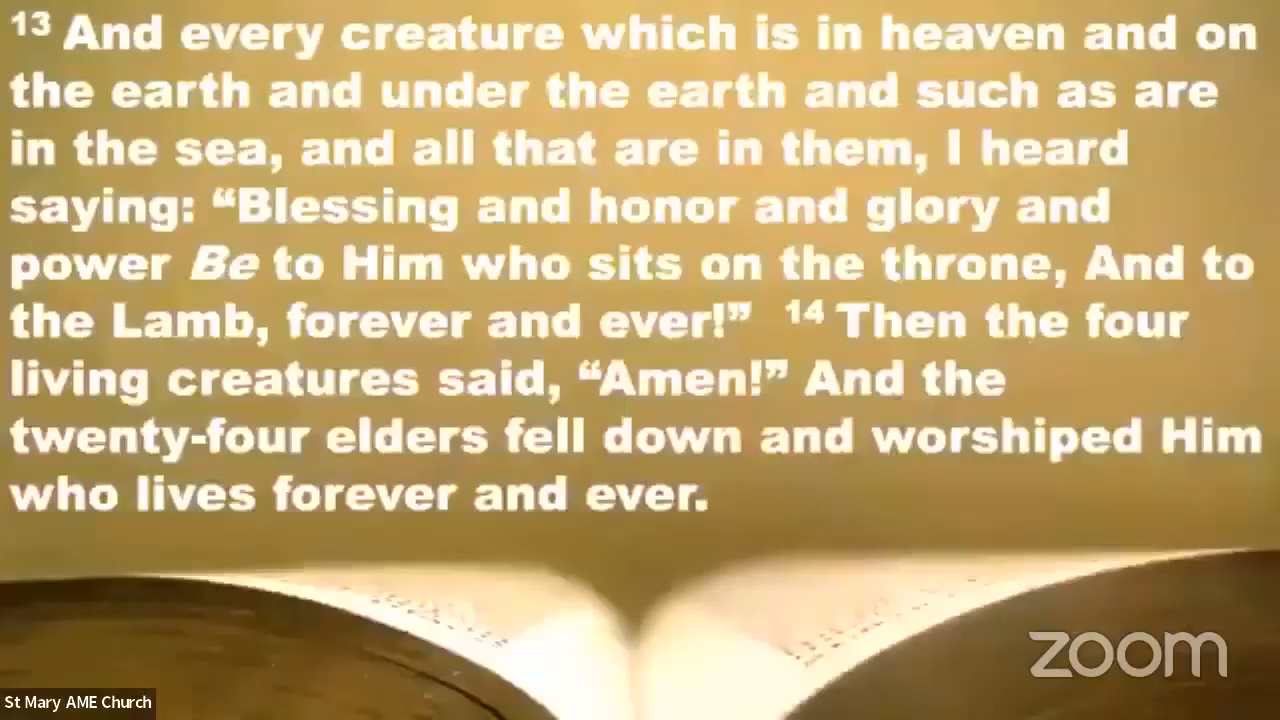 13 And every creature which is in heaven and on
the earth and under the earth and such as are
in the sea, and all that are in them, I heard
saying: “Blessing and honor and glory and
power Be to Him who sits on the throne, And to
the Lamb, forever and ever!” 14 Then the four
living creatures said, “Amen!” And the
twenty-four elders fell down and worshiped Him
who lives forever and ever.
zoom
St Mary AME Church